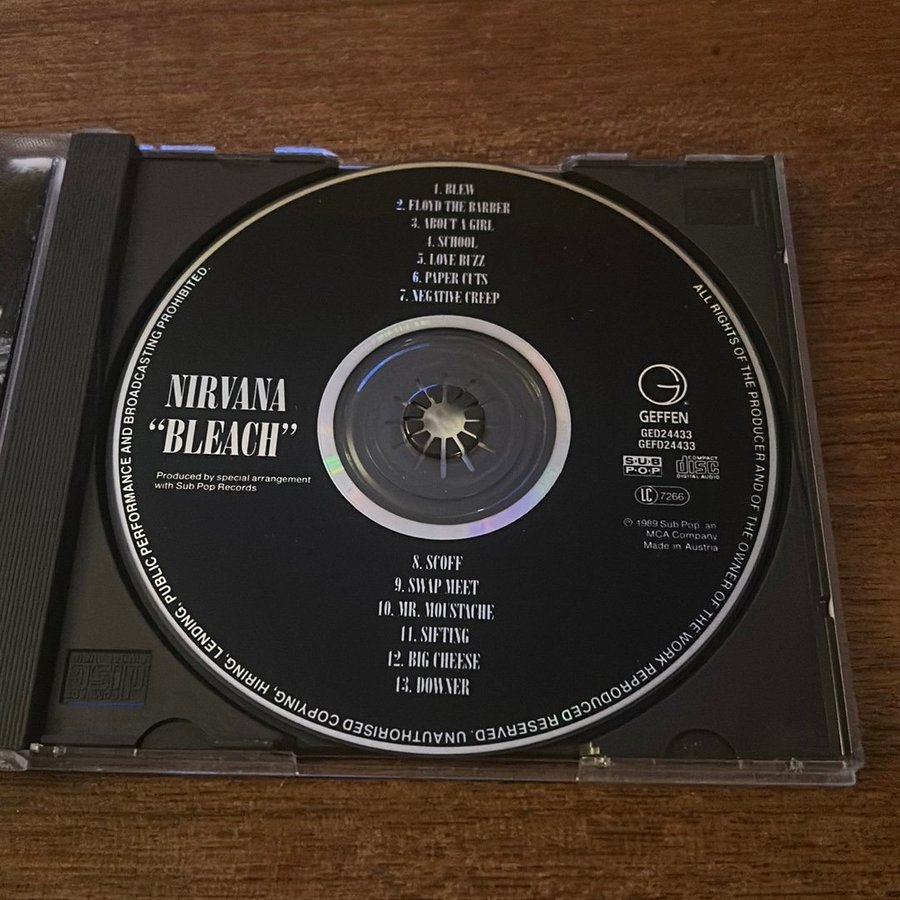 1. BLEW
2. FLOYD THE BARBER
3. ABOUT A GIRL
4. SCHOOL
5. LOVE BUZZ
6. PAPER CUTS
7. NEGATIVE CREEP
NIRVANA
“BLEACH”
Produced by special arrangement
with Sub Pop Records
GEFFEN
GED24433
GEFD24433
SUB
POP
COMPACT
disc
DIGITAL AUDIO
LC 7266
℗ 1989 Sub Pop, an
MCA Company
Made in Austria
8. SCOFF
9. SWAP MEET
10. MR. MOUSTACHE
11. SIFTING
12. BIG CHEESE
13. DOWNER
ALL RIGHTS OF THE PRODUCER AND OF THE OWNER OF THE WORK REPRODUCED RESERVED. UNAUTHORISED COPYING, HIRING, LENDING, PUBLIC PERFORMANCE AND BROADCASTING PROHIBITED.
COMPACT
disc